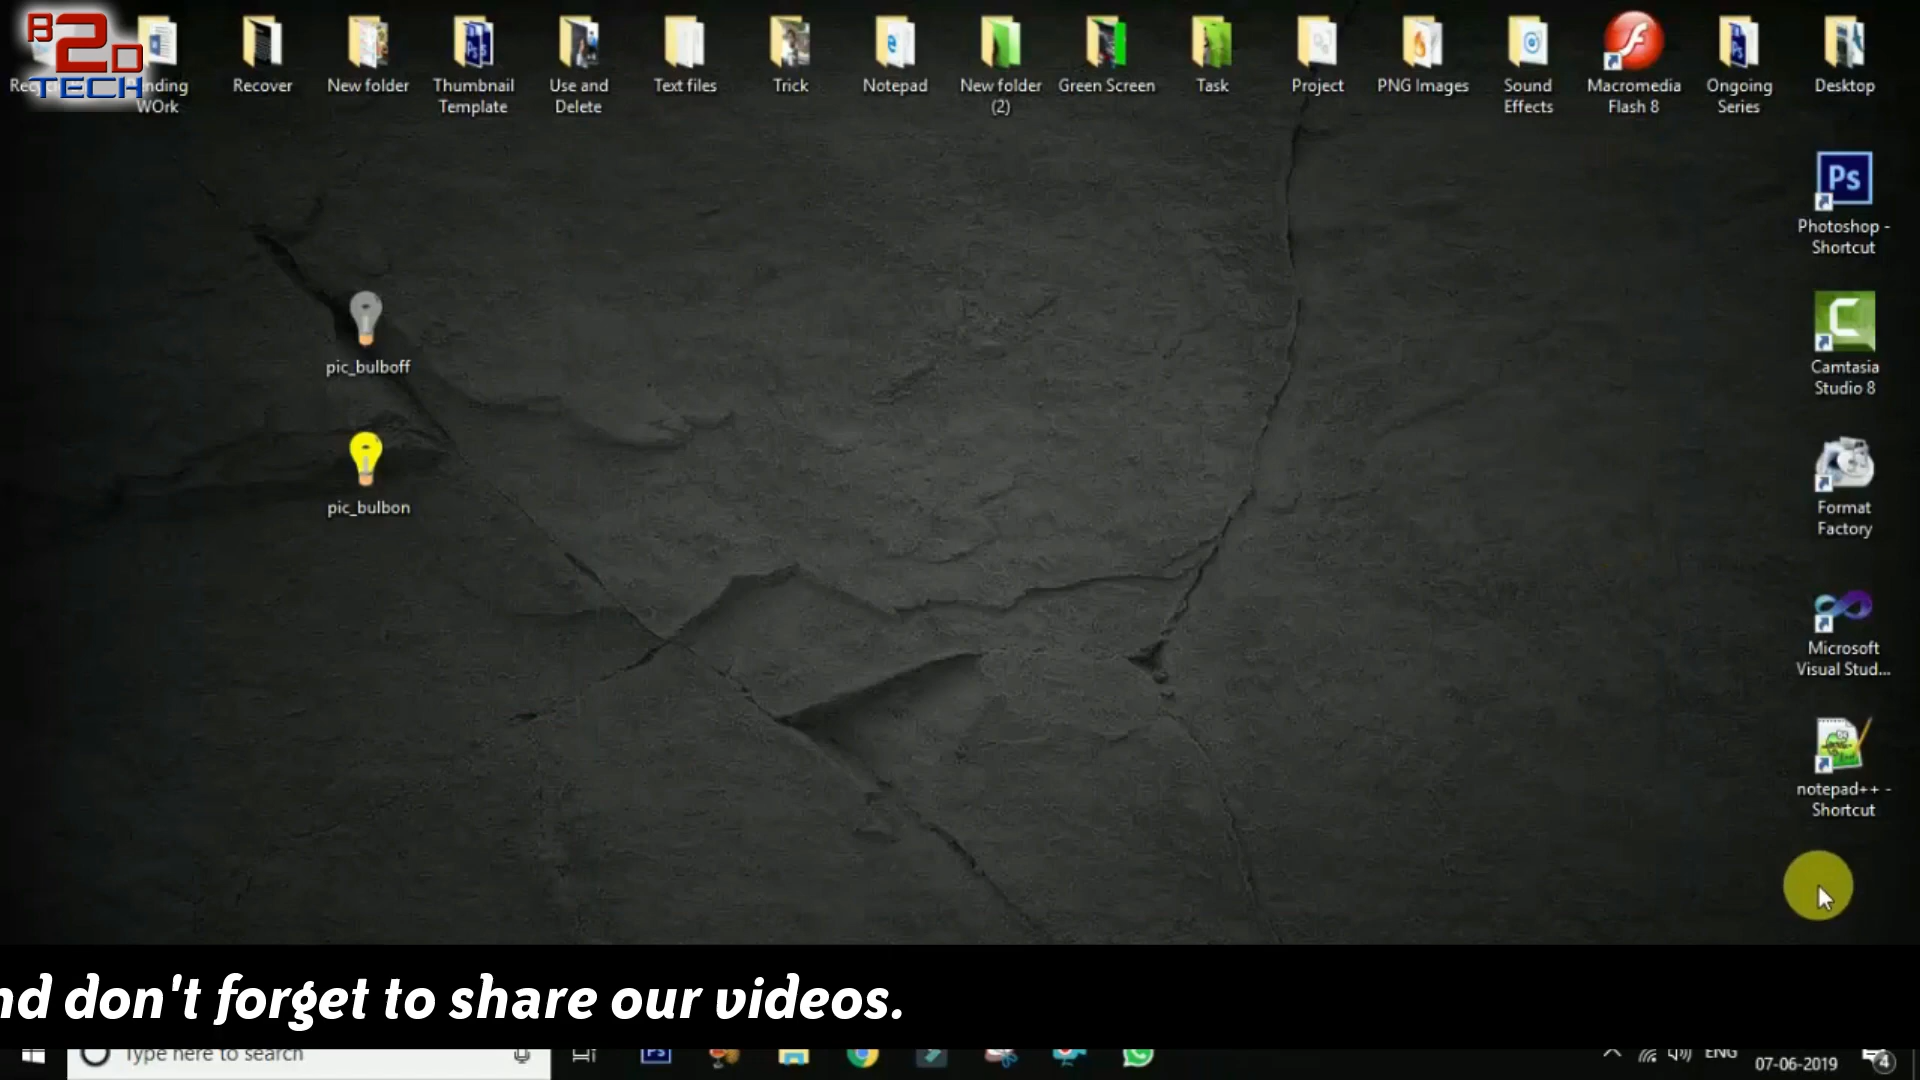 B2D
TECH
WOrk
Recover
New folder
Thumbnail
Template
Use and
Delete
Text files
Trick
Notepad
New folder
(2)
Green Screen
Task
Project
PNG Images
Sound
Effects
Macromedia
Flash 8
Ongoing
Series
Desktop
Ps
Photoshop -
Shortcut
pic_bulboff
Camtasia
Studio 8
pic_bulbon
Format
Factory
Microsoft
Visual Stud...
notepad++ -
Shortcut
nd don't forget to share our videos.
Type here to search
ENG
07-06-2019
4